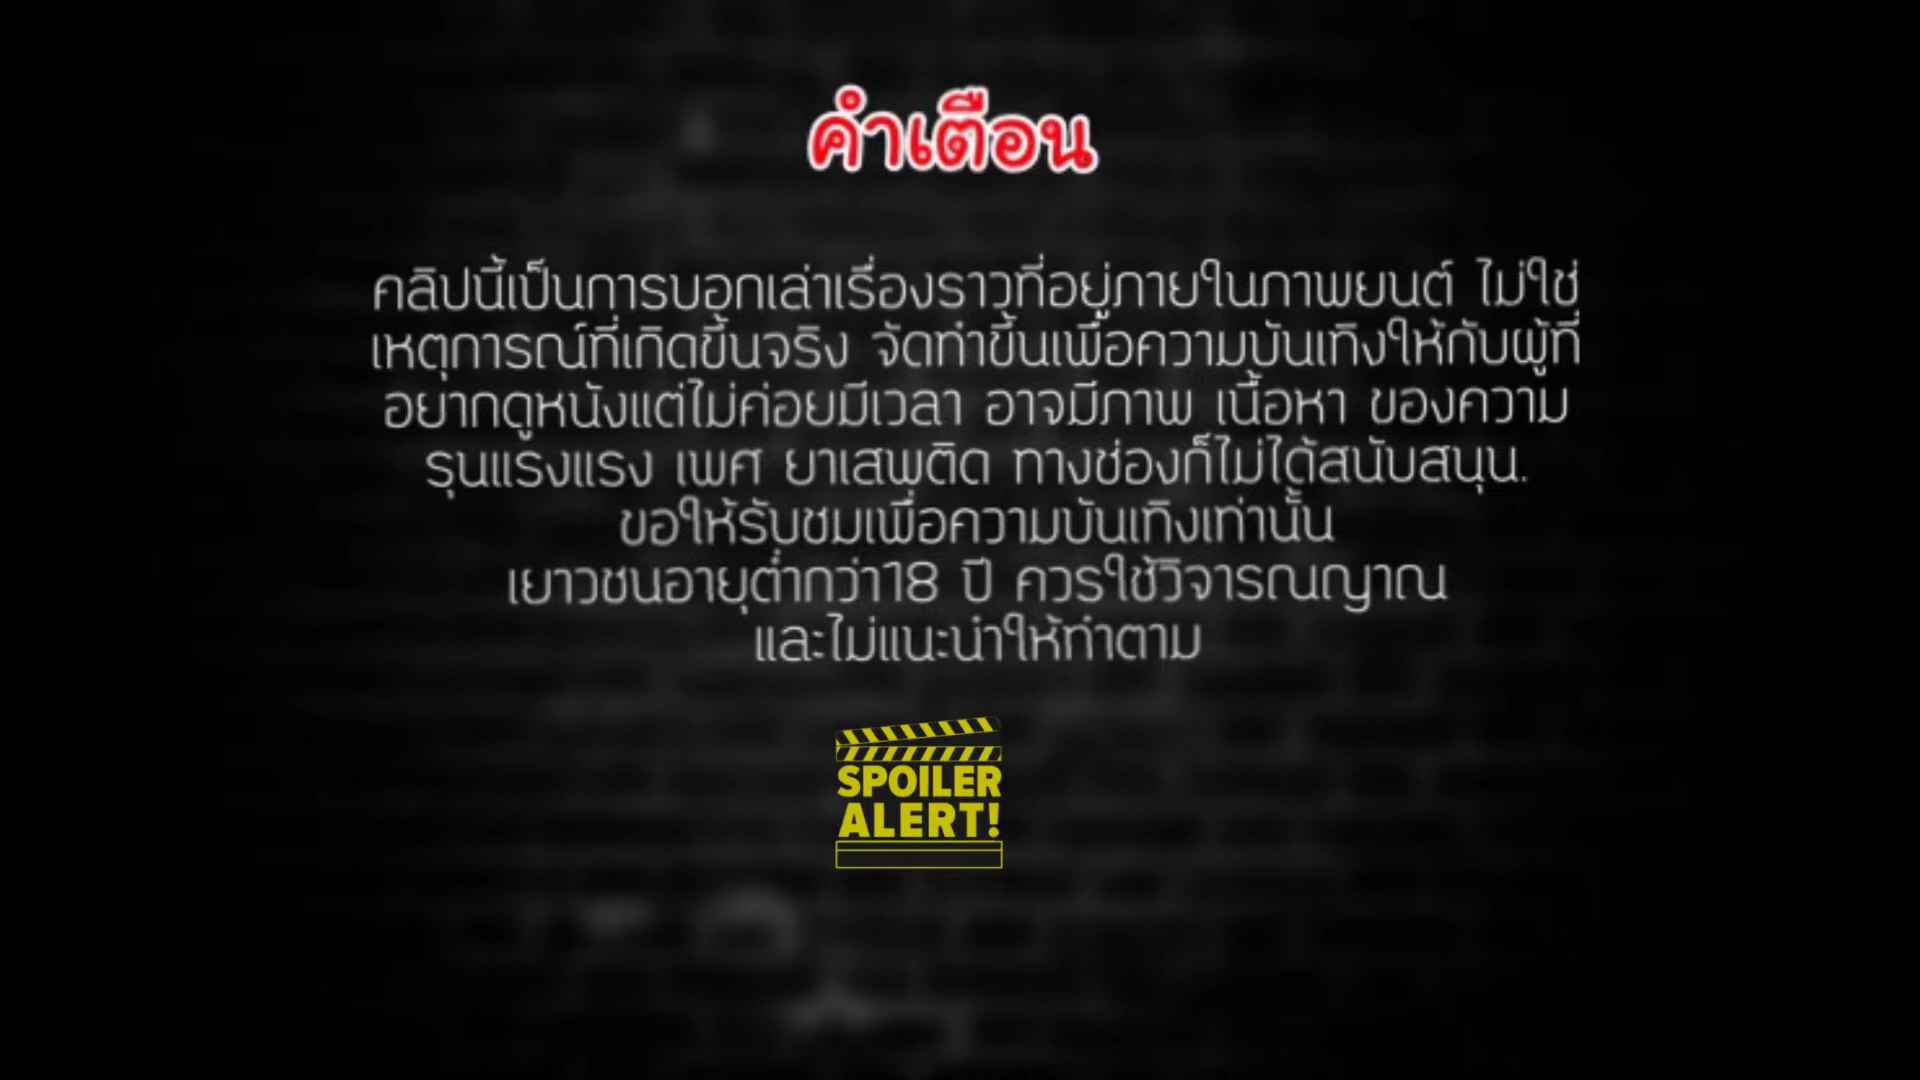 คำเตือน
คลิปนี้เป็นการบอกเล่าเรื่องราวที่อยู่ภายในภาพยนต์ ไม่ใช่
เหตุการณ์ที่เกิดขึ้นจริง จัดทำขึ้นเพื่อความบันเทิงให้กับผู้ที่
อยากดูหนังแต่ไม่ค่อยมีเวลา อาจมีภาพ เนื้อหา ของความ
รุนแรงแรง เพศ ยาเสพติด ทางช่องก็ไม่ได้สนับสนุน.
ขอให้รับชมเพื่อความบันเทิงเท่านั้น
เยาวชนอายุต่ำกว่า18 ปี ควรใช้วิจารณญาณ
และไม่แนะนำให้ทำตาม
SPOILER
ALERT!